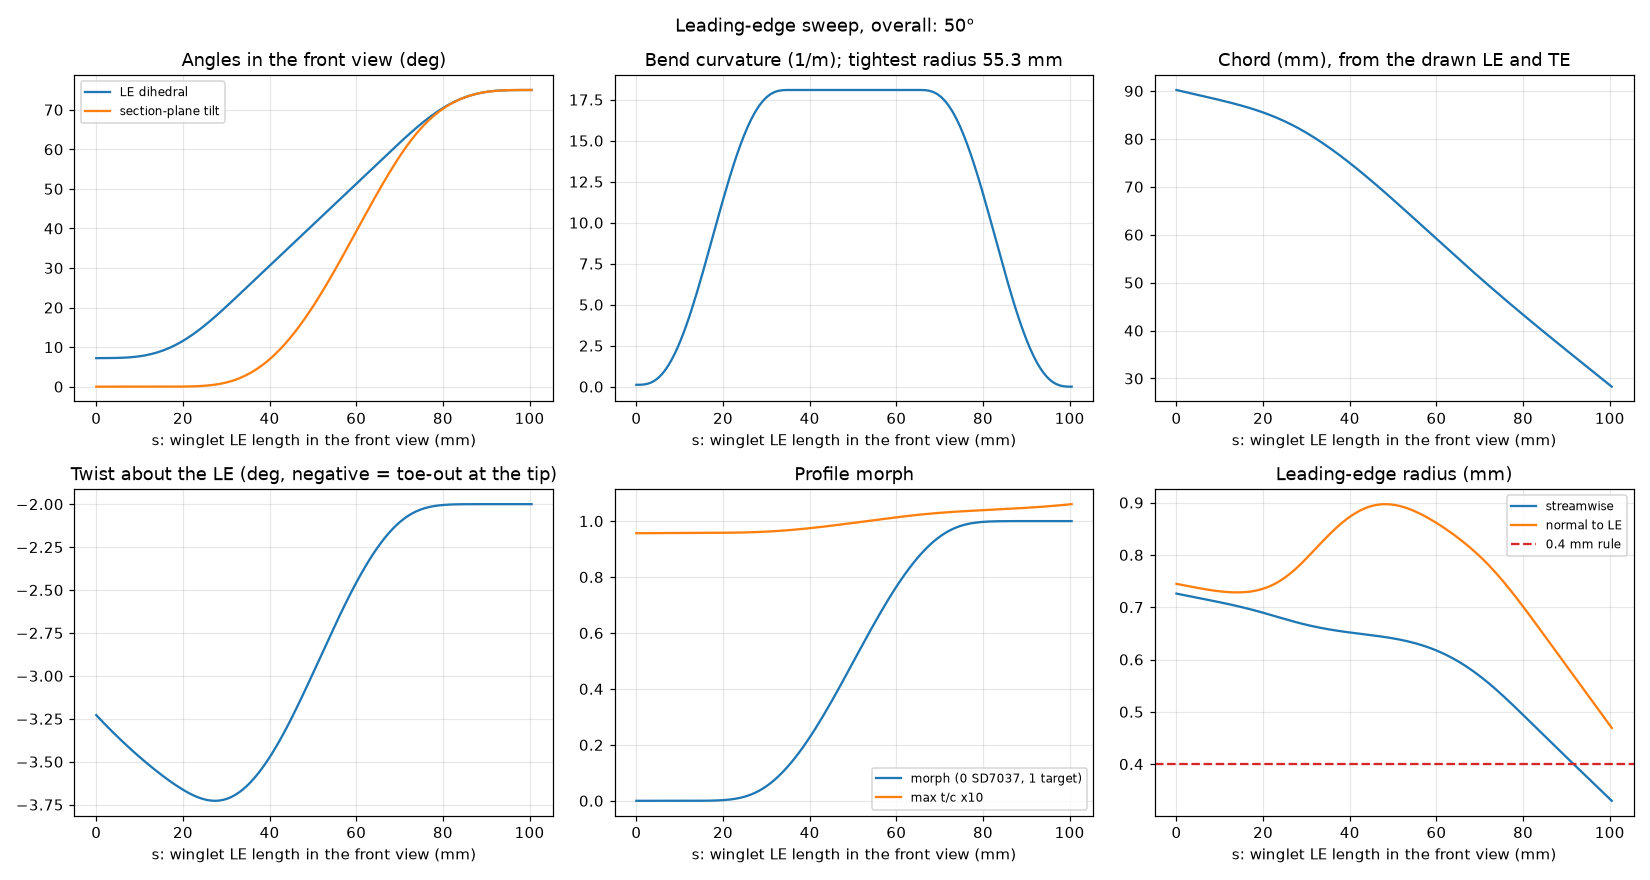 Leading-edge sweep, overall: 50°
Angles in the front view (deg)
LE dihedral
section-plane tilt
70
60
50
40
30
20
10
0
0 20 40 60 80 100
s: winglet LE length in the front view (mm)
Bend curvature (1/m); tightest radius 55.3 mm
17.5
15.0
12.5
10.0
7.5
5.0
2.5
0.0
0 20 40 60 80 100
s: winglet LE length in the front view (mm)
Chord (mm), from the drawn LE and TE
90
80
70
60
50
40
30
0 20 40 60 80 100
s: winglet LE length in the front view (mm)
Twist about the LE (deg, negative = toe-out at the tip)
−2.00
−2.25
−2.50
−2.75
−3.00
−3.25
−3.50
−3.75
0 20 40 60 80 100
s: winglet LE length in the front view (mm)
Profile morph
1.0
0.8
0.6
0.4
0.2
0.0
morph (0 SD7037, 1 target)
max t/c x10
0 20 40 60 80 100
s: winglet LE length in the front view (mm)
Leading-edge radius (mm)
streamwise
normal to LE
0.4 mm rule
0.9
0.8
0.7
0.6
0.5
0.4
0 20 40 60 80 100
s: winglet LE length in the front view (mm)